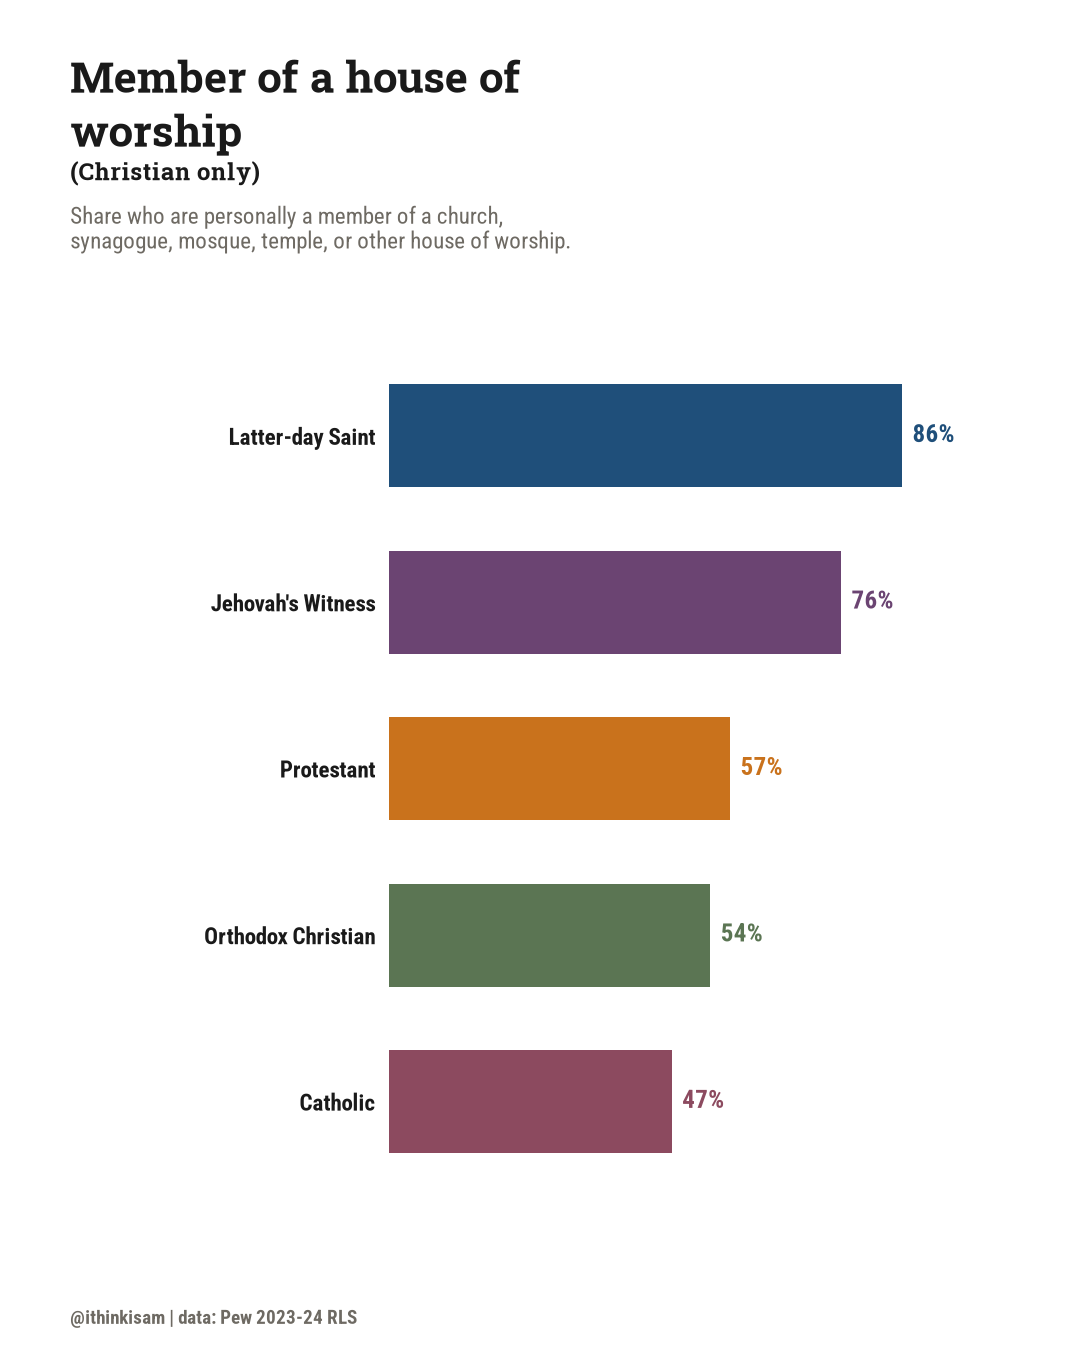 Member of a house of
worship
(Christian only)
Share who are personally a member of a church,
synagogue, mosque, temple, or other house of worship.
Latter-day Saint
86%
Jehovah's Witness
76%
Protestant
57%
Orthodox Christian
54%
Catholic
47%
@ithinkisam | data: Pew 2023-24 RLS